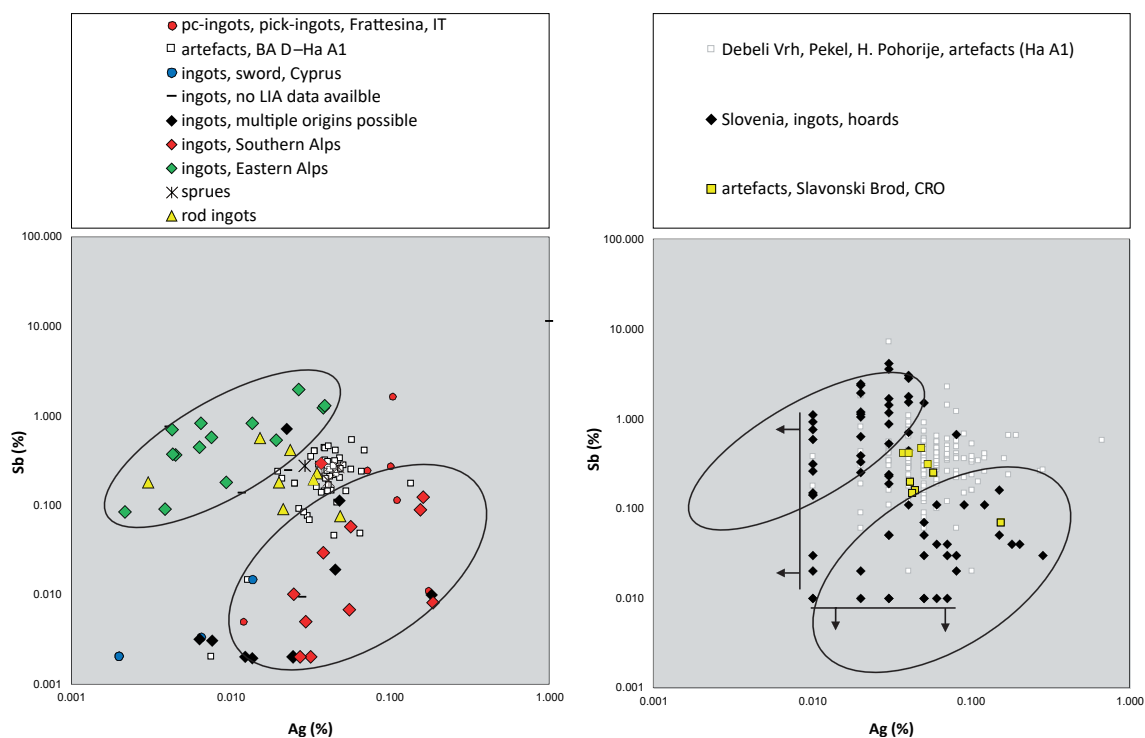 pc-ingots, pick-ingots, Frattesina, IT
artefacts, BA D–Ha A1
ingots, sword, Cyprus
ingots, no LIA data availble
ingots, multiple origins possible
ingots, Southern Alps
ingots, Eastern Alps
sprues
rod ingots
100.000
10.000
1.000
0.100
0.010
0.001
Sb (%)
0.001
0.010
0.100
1.000
Ag (%)
Debeli Vrh, Pekel, H. Pohorije, artefacts (Ha A1)
Slovenia, ingots, hoards
artefacts, Slavonski Brod, CRO
100.000
10.000
1.000
0.100
0.010
0.001
Sb (%)
0.001
0.010
0.100
1.000
Ag (%)